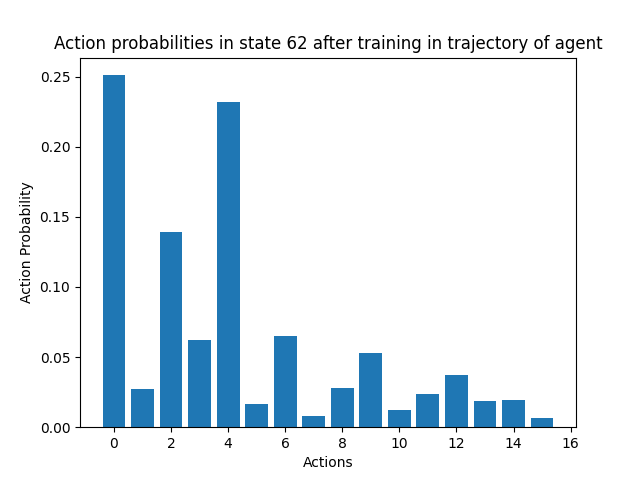 Action probabilities in state 62 after training in trajectory of agent
0.25
0.20
0.15
0.10
0.05
0.00
Action Probability
0 2 4 6 8 10 12 14 16
Actions